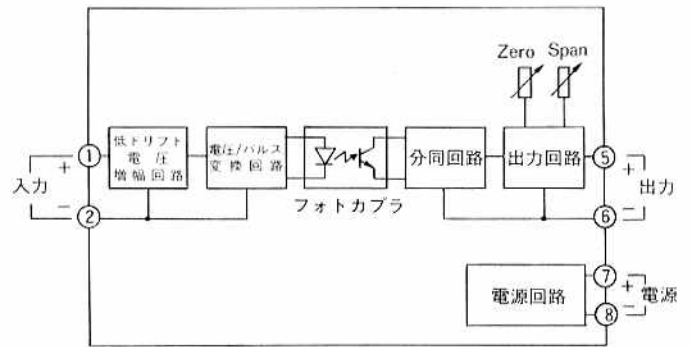 Zero Span
低ドリフト
電圧
増幅回路
電圧/パルス
変換回路
フォトカプラ
分同回路
出力回路
① + ⑤ +
入力 出力
② − ⑥ −
電源回路
⑦ +
電源
⑧ −